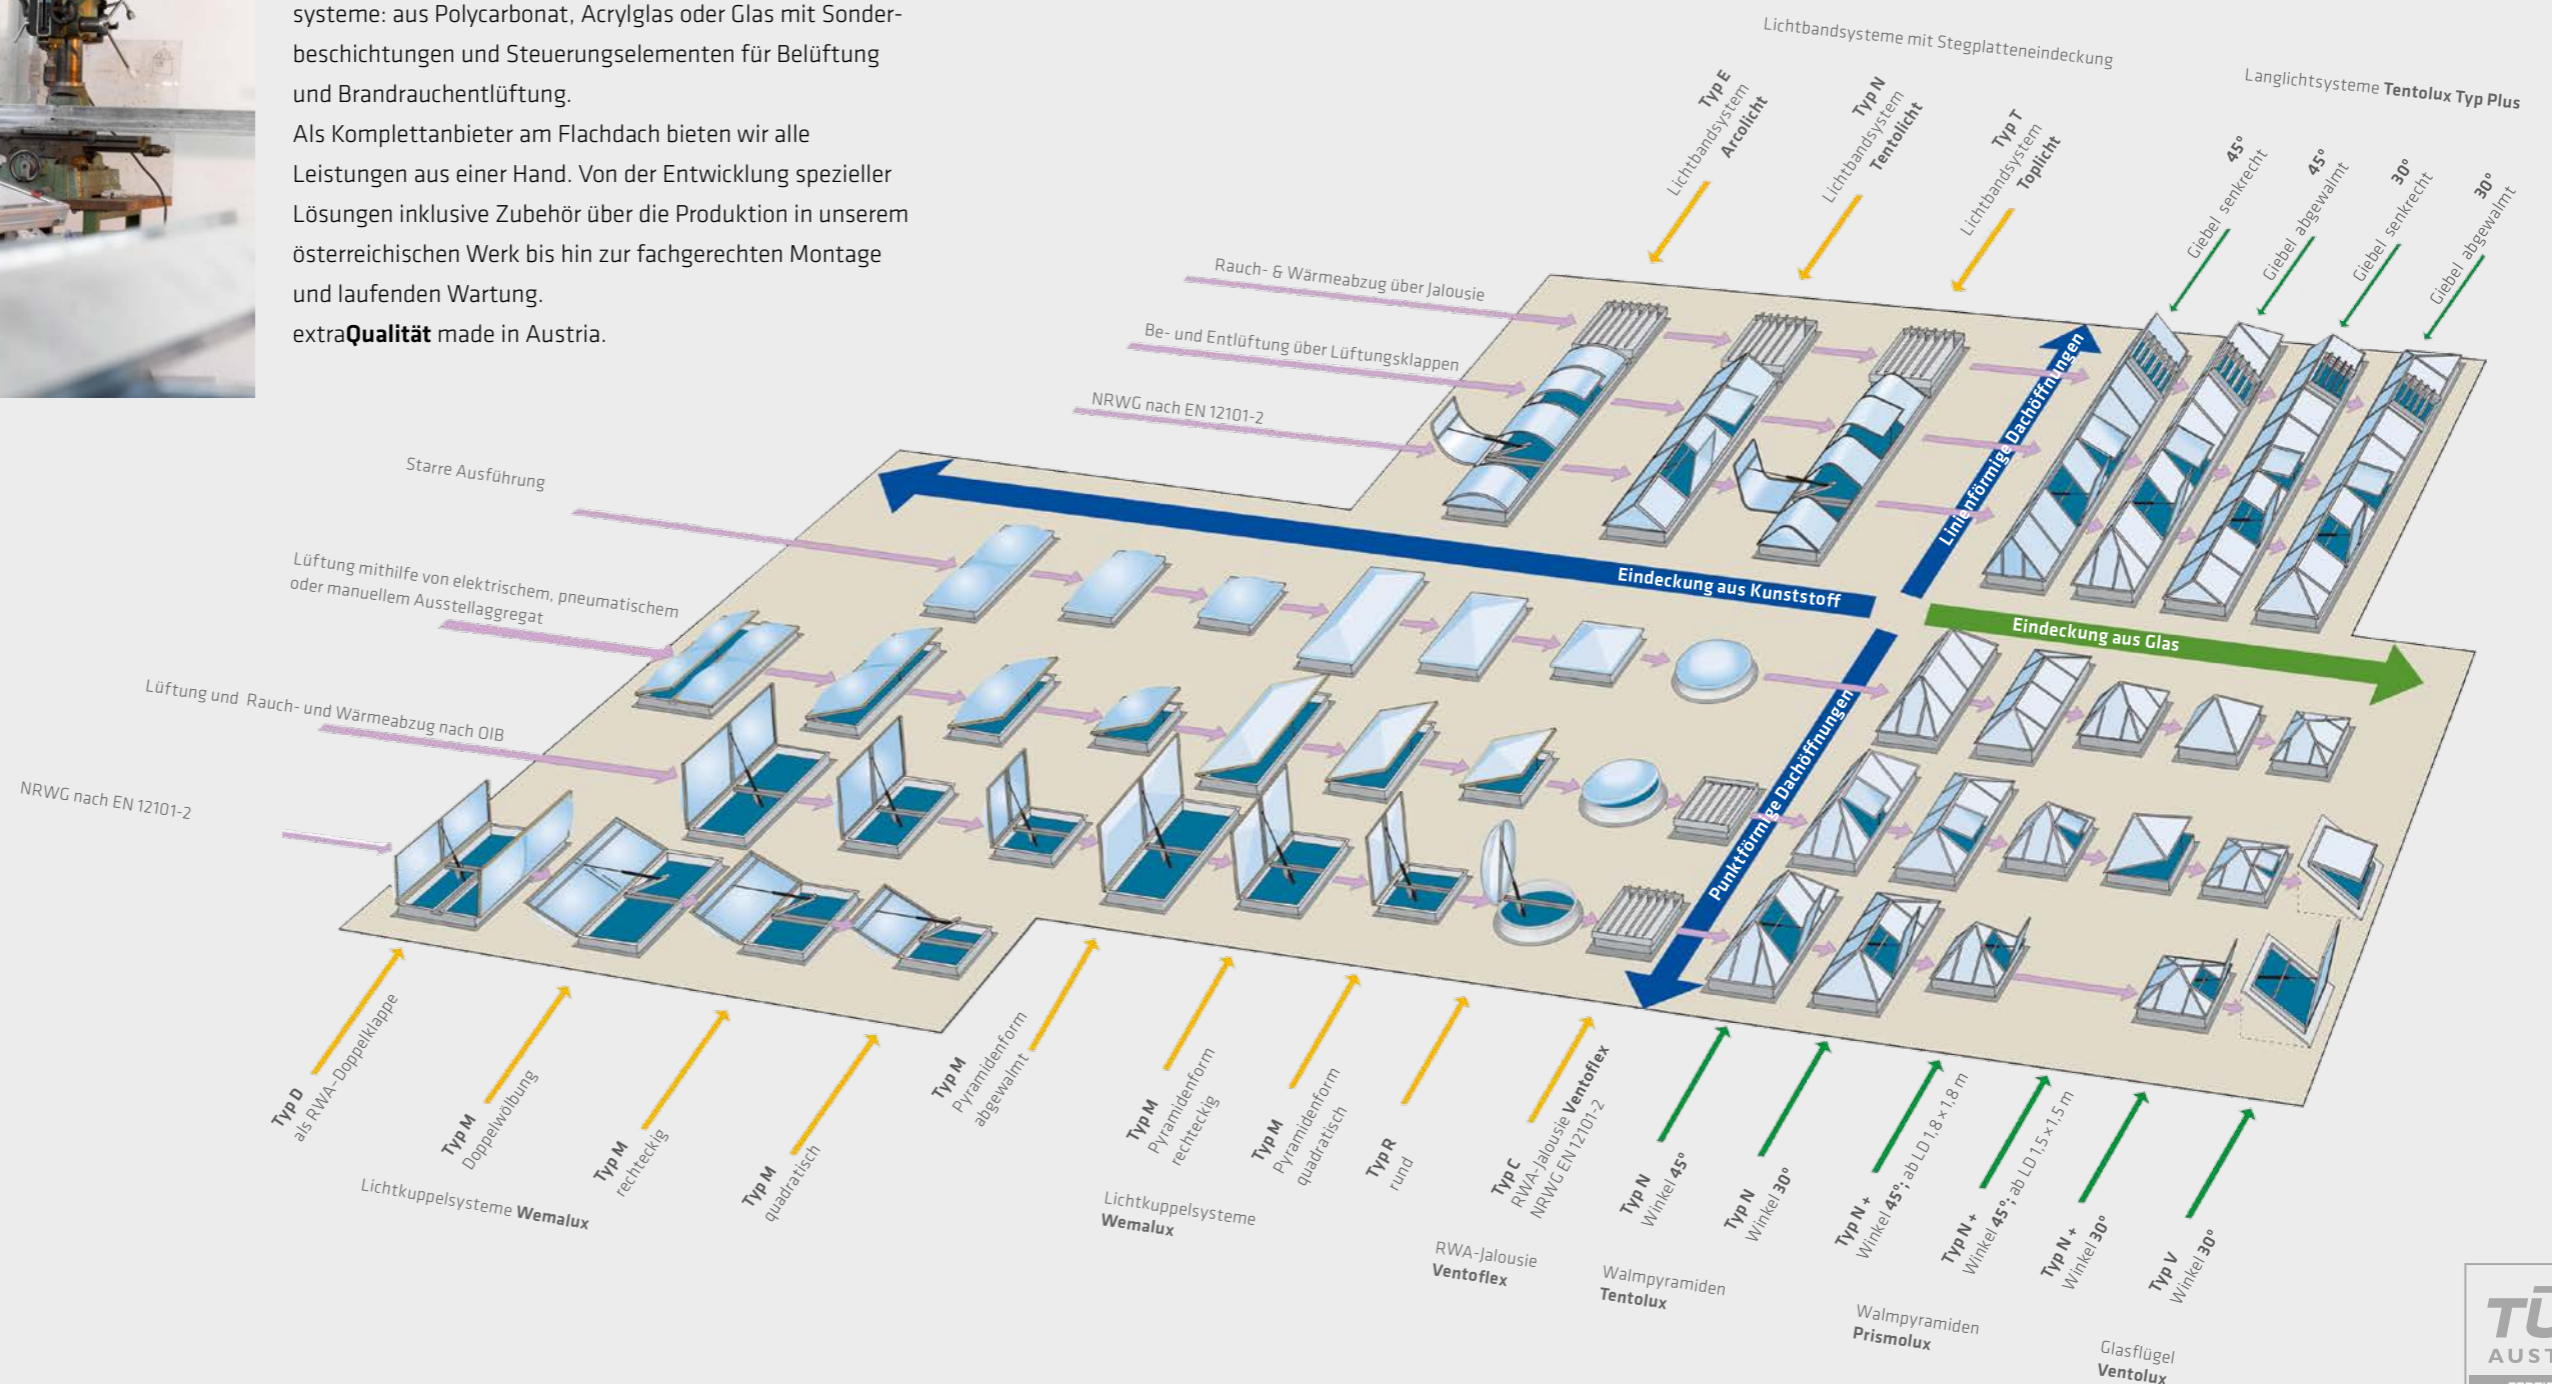 systeme: aus Polycarbonat, Acrylglas oder Glas mit Sonder-
beschichtungen und Steuerungselementen für Belüftung
und Brandrauchentlüftung.
Als Komplettanbieter am Flachdach bieten wir alle
Leistungen aus einer Hand. Von der Entwicklung spezieller
Lösungen inklusive Zubehör über die Produktion in unserem
österreichischen Werk bis hin zur fachgerechten Montage
und laufenden Wartung.
extraQualität made in Austria.
Lichtbandsysteme mit Stegplatteneindeckung
Langlichtsysteme Tentolux Typ Plus
Typ E
Lichtbandsystem
Arcolicht
Typ N
Lichtbandsystem
Tentolicht
Typ T
Lichtbandsystem
Toplicht
45°
Giebel senkrecht
45°
Giebel abgewalmt
30°
Giebel senkrecht
30°
Giebel abgewalmt
Rauch- & Wärmeabzug über Jalousie
Be- und Entlüftung über Lüftungsklappen
NRWG nach EN 12101-2
Starre Ausführung
Lüftung mithilfe von elektrischem, pneumatischem
oder manuellem Ausstellaggregat
Lüftung und Rauch- und Wärmeabzug nach OIB
NRWG nach EN 12101-2
Linienförmige Dachöffnungen
Eindeckung aus Kunststoff
Eindeckung aus Glas
Punktförmige Dachöffnungen
Typ D
als RWA-Doppelklappe
Typ M
Doppelwölbung
Typ M
rechteckig
Typ M
quadratisch
Lichtkuppelsysteme Wemalux
Typ M
Pyramidenform
abgewalmt
Typ M
Pyramidenform
rechteckig
Typ M
Pyramidenform
quadratisch
Typ R
rund
Lichtkuppelsysteme
Wemalux
Typ C
RWA-Jalousie Ventoflex
NRWG EN 12101-2
RWA-Jalousie
Ventoflex
Typ N
Winkel 45°
Typ N
Winkel 30°
Walmpyramiden
Tentolux
Typ N +
Winkel 45°; ab LD 1,8 × 1,8 m
Typ N +
Winkel 45°; ab LD 1,5 × 1,5 m
Typ N +
Winkel 30°
Walmpyramiden
Prismolux
Typ V
Winkel 30°
Glasflügel
Ventolux
TÜ
AUST